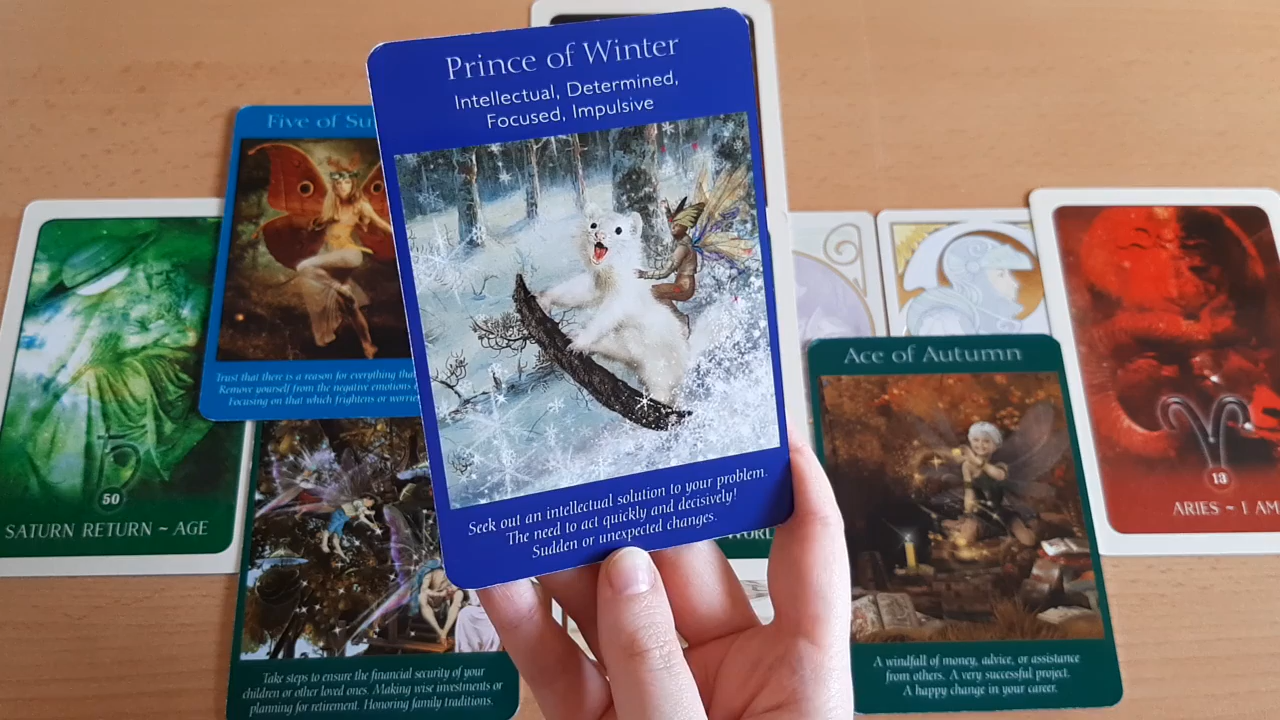 Prince of Winter
Intellectual, Determined,
Focused, Impulsive
Seek out an intellectual solution to your problem.
The need to act quickly and decisively!
Sudden or unexpected changes.
Five of
Trust that there is a reason for everything
Remove yourself from the negative emotions
Focusing on that which frightens or
50
SATURN RETURN ~ AGE
Take steps to ensure the financial security of your
children or other loved ones. Making wise investments or
planning for retirement. Honoring family traditions.
Ace of Autumn
A windfall of money, advice, or assistance
from others. A very successful project.
A happy change in your career.
13
ARIES ~ I AM